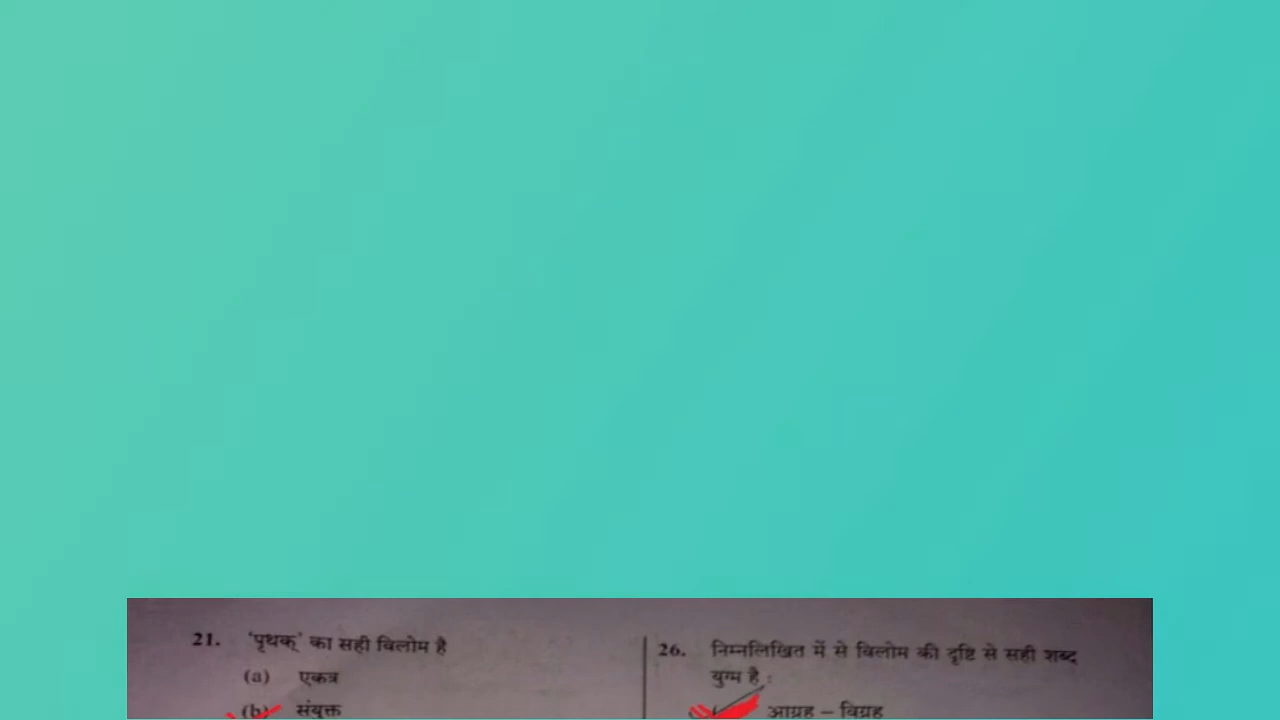 21. 'पृथक्' का सही विलोम है
(a) एकत्र
(b) संयुक्त
26. निम्नलिखित में से विलोम की दृष्टि से सही शब्द
युग्म है :
आग्रह – विग्रह